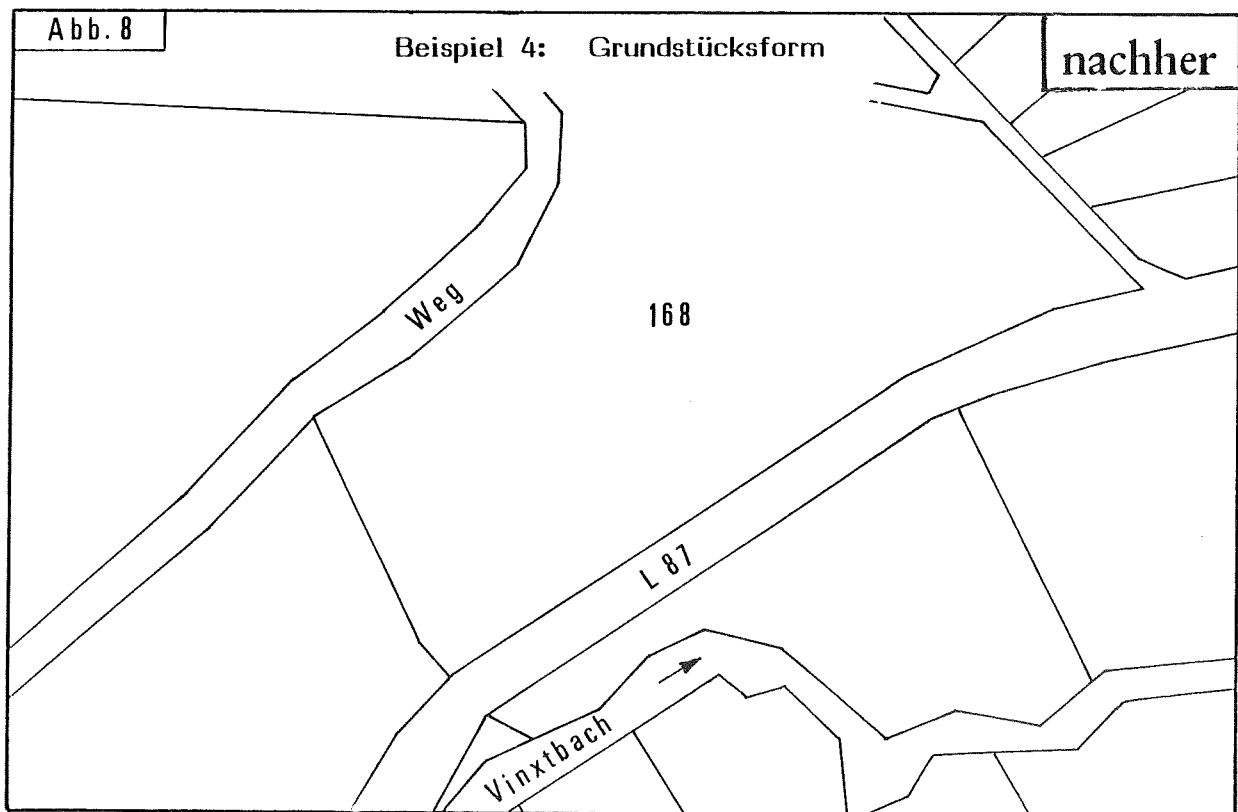 Abb. 8
Beispiel 4: Grundstücksform
nachher
Weg
168
L 87
Vinxtbach